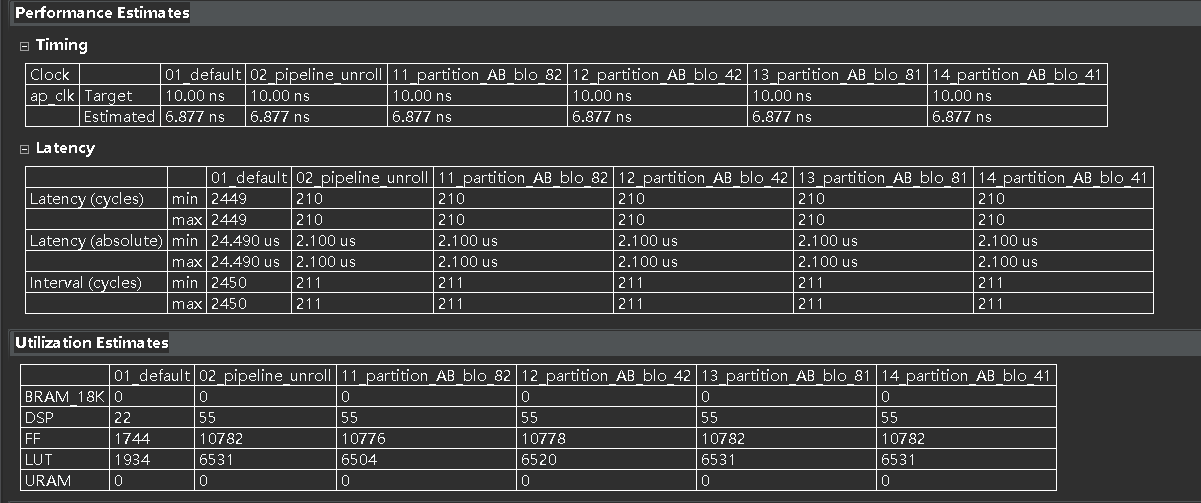 Performance Estimates
Timing
Clock 01_default 02_pipeline_unroll 11_partition_AB_blo_82 12_partition_AB_blo_42 13_partition_AB_blo_81 14_partition_AB_blo_41
ap_clk Target 10.00 ns 10.00 ns 10.00 ns 10.00 ns 10.00 ns 10.00 ns
Estimated 6.877 ns 6.877 ns 6.877 ns 6.877 ns 6.877 ns 6.877 ns
Latency
01_default 02_pipeline_unroll 11_partition_AB_blo_82 12_partition_AB_blo_42 13_partition_AB_blo_81 14_partition_AB_blo_41
Latency (cycles) min 2449 210 210 210 210 210
max 2449 210 210 210 210 210
Latency (absolute) min 24.490 us 2.100 us 2.100 us 2.100 us 2.100 us 2.100 us
max 24.490 us 2.100 us 2.100 us 2.100 us 2.100 us 2.100 us
Interval (cycles) min 2450 211 211 211 211 211
max 2450 211 211 211 211 211
Utilization Estimates
01_default 02_pipeline_unroll 11_partition_AB_blo_82 12_partition_AB_blo_42 13_partition_AB_blo_81 14_partition_AB_blo_41
BRAM_18K 0 0 0 0 0 0
DSP 22 55 55 55 55 55
FF 1744 10782 10776 10778 10782 10782
LUT 1934 6531 6504 6520 6531 6531
URAM 0 0 0 0 0 0